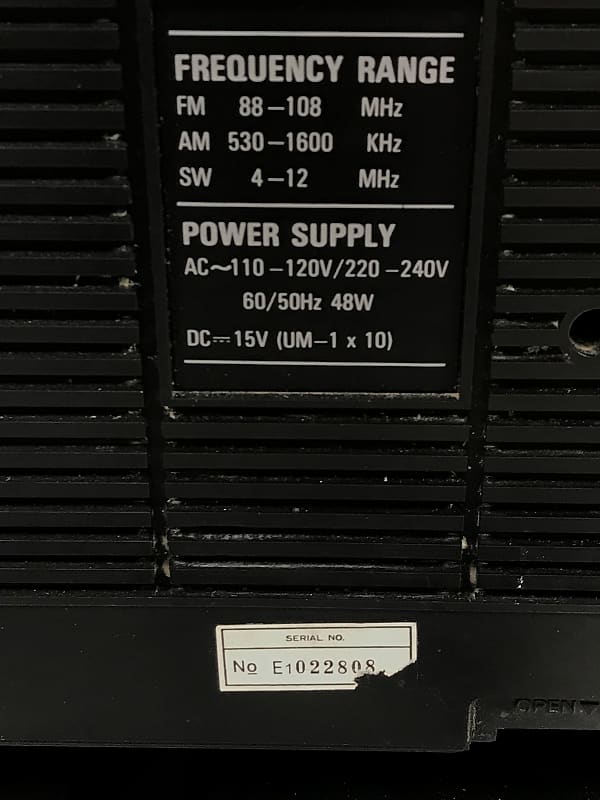 FREQUENCY RANGE
FM 88–108 MHz
AM 530–1600 KHz
SW 4–12 MHz
POWER SUPPLY
AC～110–120V/220–240V
60/50Hz 48W
DC⎓15V (UM–1 x 10)
SERIAL NO.
No E1022808
OPEN▼